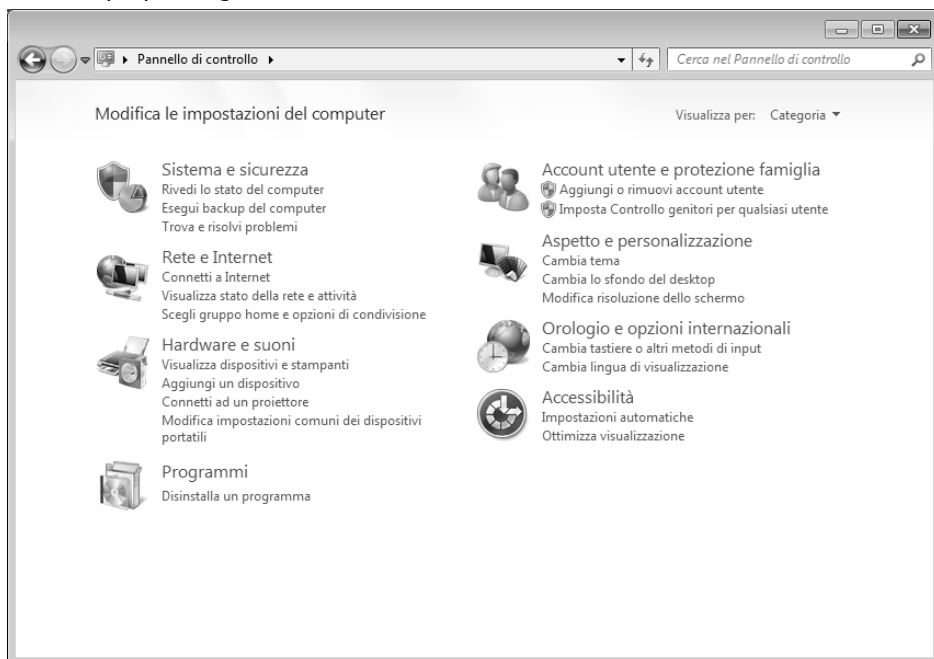 Pannello di controllo
Cerca nel Pannello di controllo
Modifica le impostazioni del computer
Visualizza per: Categoria
Sistema e sicurezza
Rivedi lo stato del computer
Esegui backup del computer
Trova e risolvi problemi
Rete e Internet
Connetti a Internet
Visualizza stato della rete e attività
Scegli gruppo home e opzioni di condivisione
Hardware e suoni
Visualizza dispositivi e stampanti
Aggiungi un dispositivo
Connetti ad un proiettore
Modifica impostazioni comuni dei dispositivi
portatili
Programmi
Disinstalla un programma
Account utente e protezione famiglia
Aggiungi o rimuovi account utente
Imposta Controllo genitori per qualsiasi utente
Aspetto e personalizzazione
Cambia tema
Cambia lo sfondo del desktop
Modifica risoluzione dello schermo
Orologio e opzioni internazionali
Cambia tastiere o altri metodi di input
Cambia lingua di visualizzazione
Accessibilità
Impostazioni automatiche
Ottimizza visualizzazione